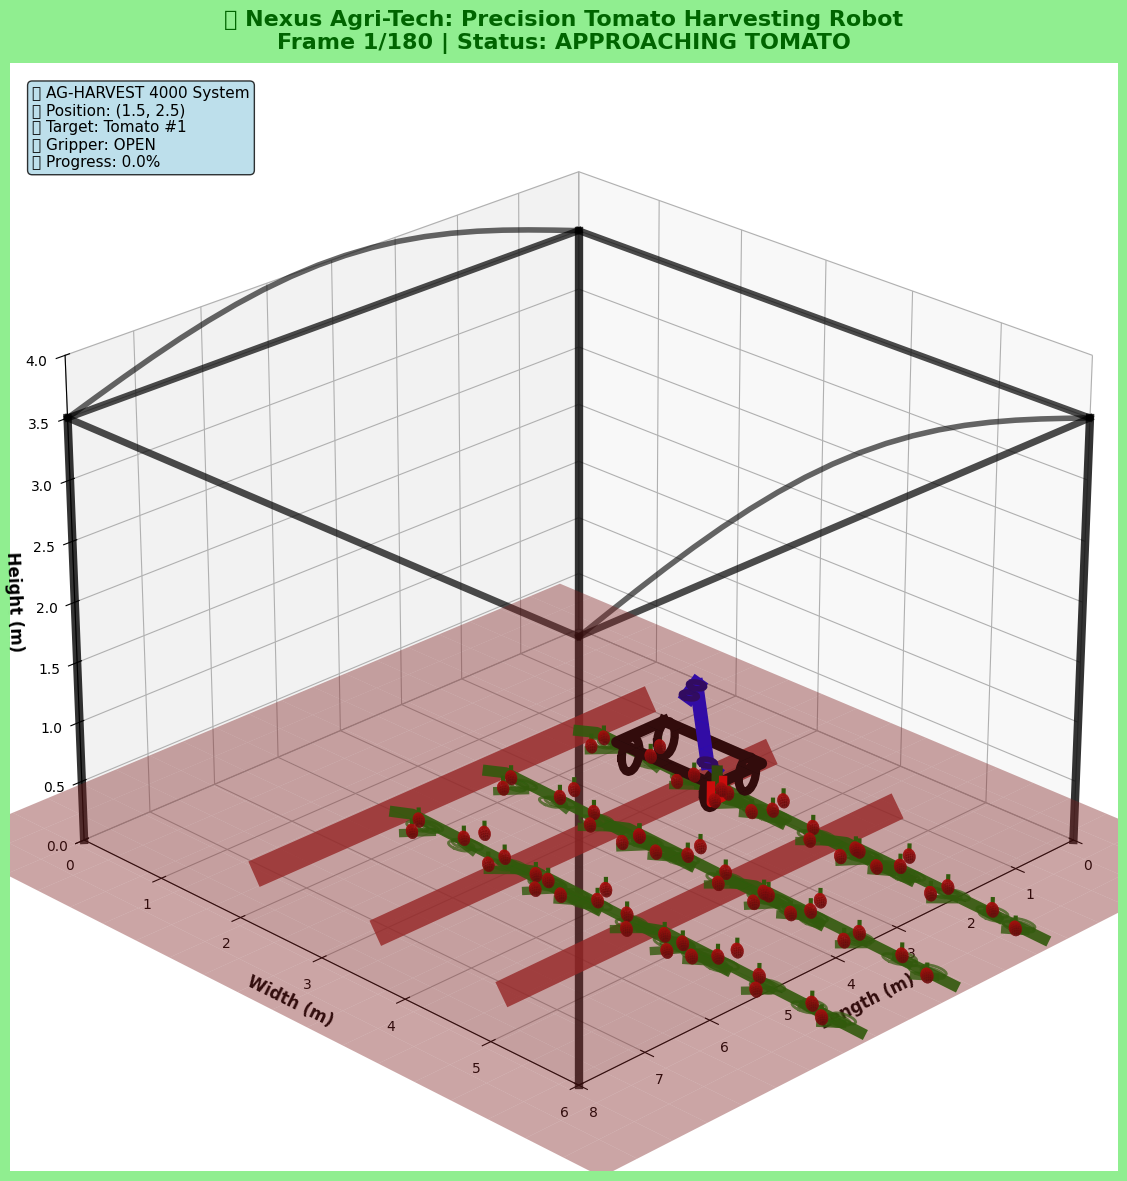 ▯ Nexus Agri-Tech: Precision Tomato Harvesting Robot
Frame 1/180 | Status: APPROACHING TOMATO
▯ AG-HARVEST 4000 System
▯ Position: (1.5, 2.5)
▯ Target: Tomato #1
▯ Gripper: OPEN
▯ Progress: 0.0%
4.0
3.5
3.0
2.5
2.0
1.5
1.0
0.5
0.0
Height (m)
0
1
2
3
4
5
6
Width (m)
0
1
2
3
4
5
6
7
8
ngth (m)